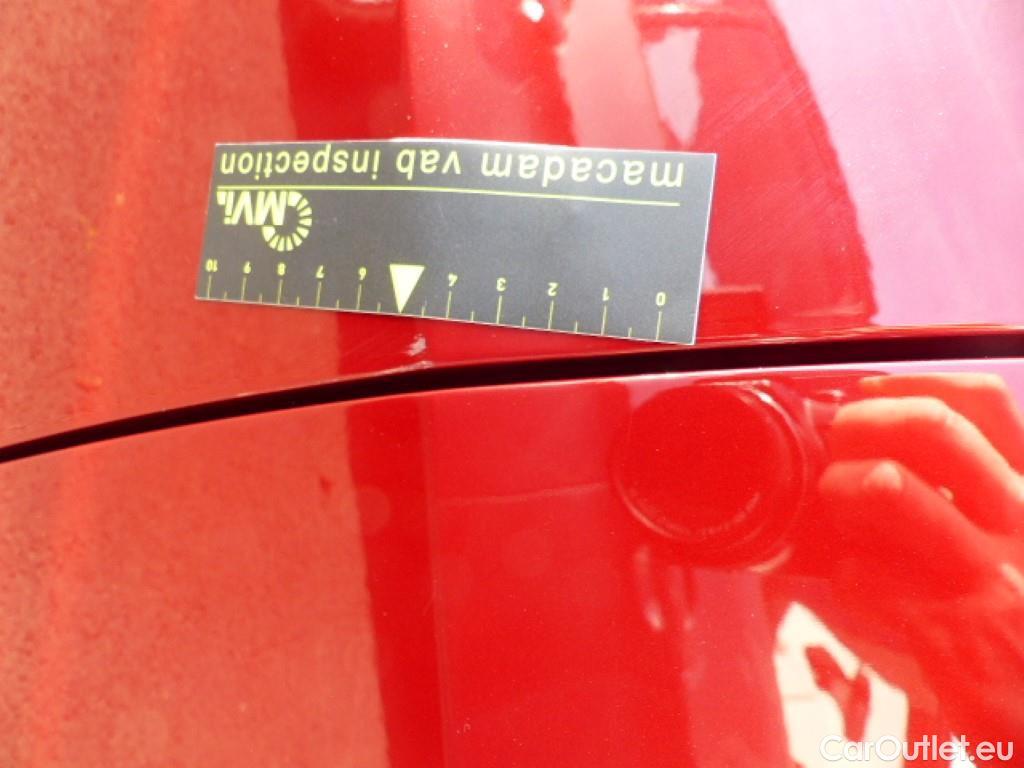 macadam vab inspection
MVi.
0 1 2 3 4 6 7 8 9 10
CarOutlet.eu